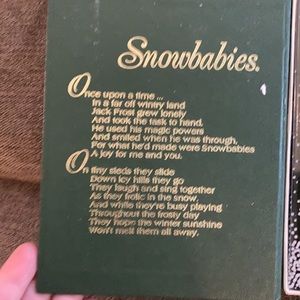 Snowbabies.
Once upon a time ...
In a far off wintry land
Jack Frost grew lonely
And took the task to hand.
He used his magic powers
And smiled when he was through,
For what he'd made were Snowbabies
A joy for me and you.
On tiny sleds they slide
Down icy hills they go
They laugh and sing together
As they frolic in the snow.
And while they're busy playing
Throughout the frosty day
They hope the winter sunshine
Won't melt them all away.